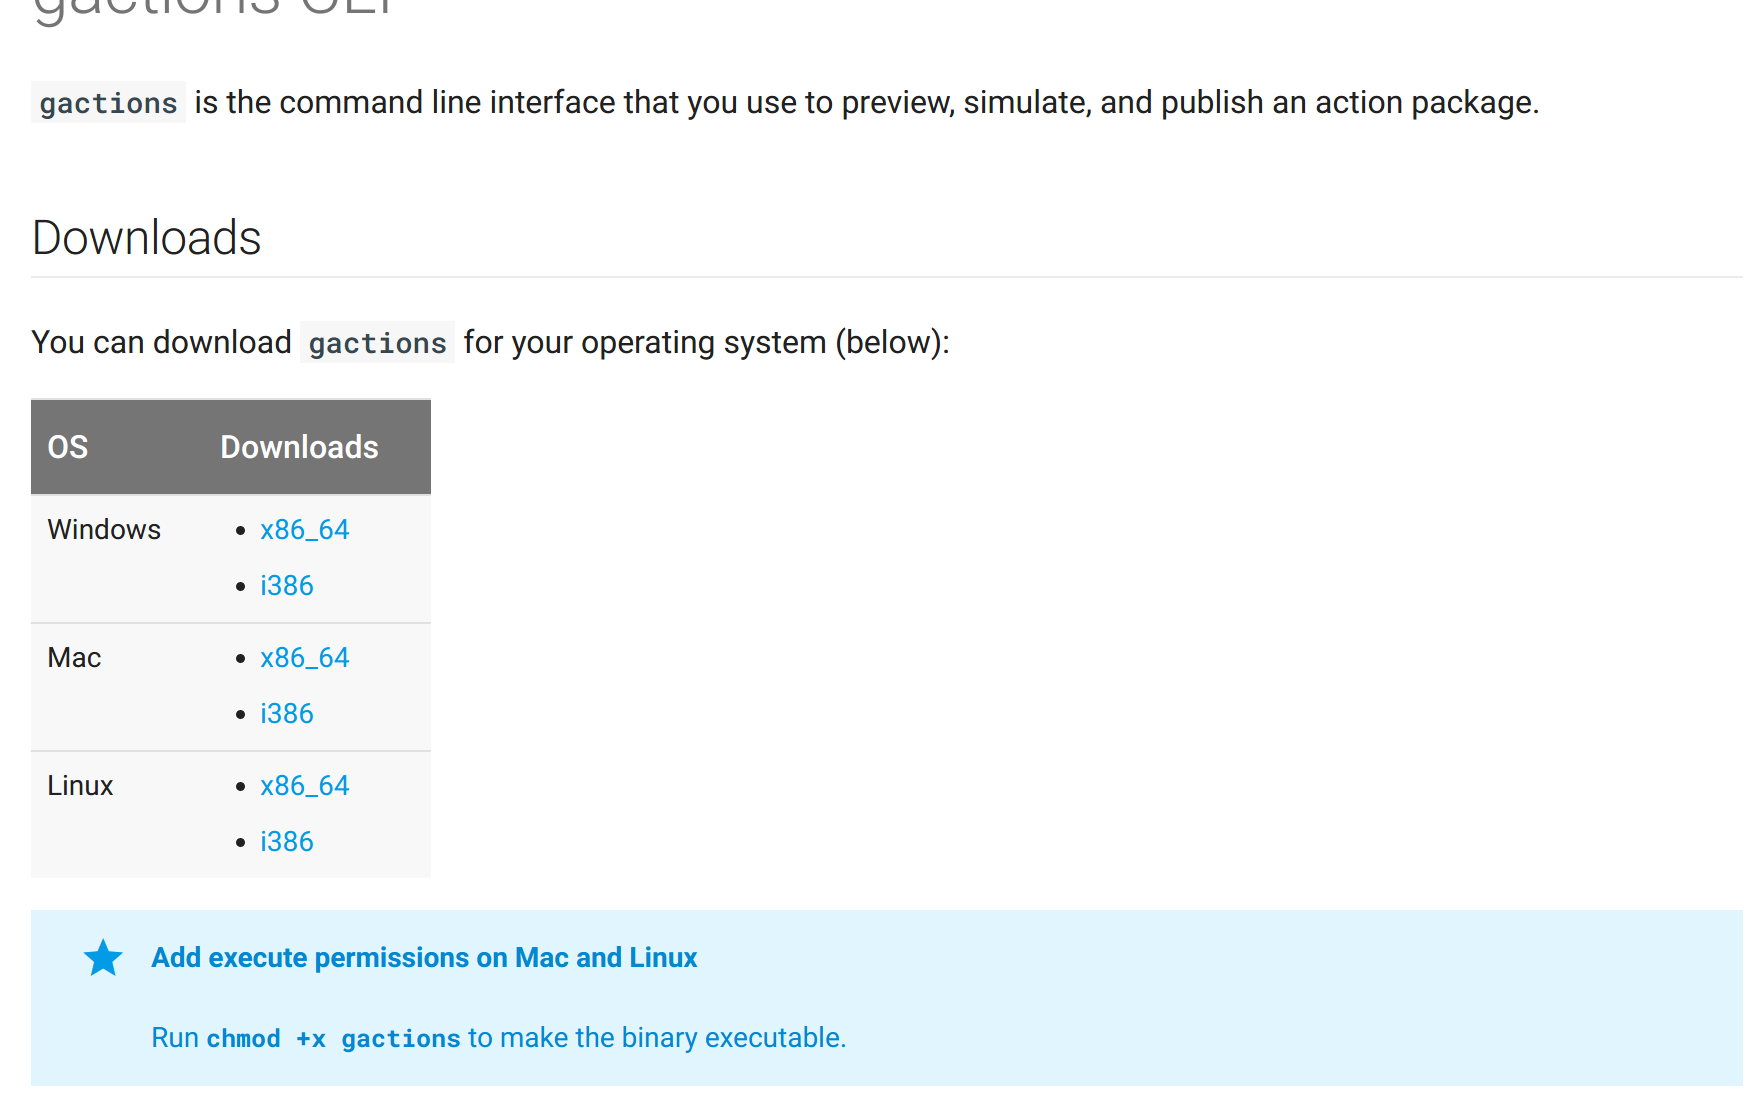 gactions CLI
gactions is the command line interface that you use to preview, simulate, and publish an action package.
Downloads
You can download gactions for your operating system (below):
OS Downloads
Windows
• x86_64
• i386
Mac
• x86_64
• i386
Linux
• x86_64
• i386
Add execute permissions on Mac and Linux
Run chmod +x gactions to make the binary executable.